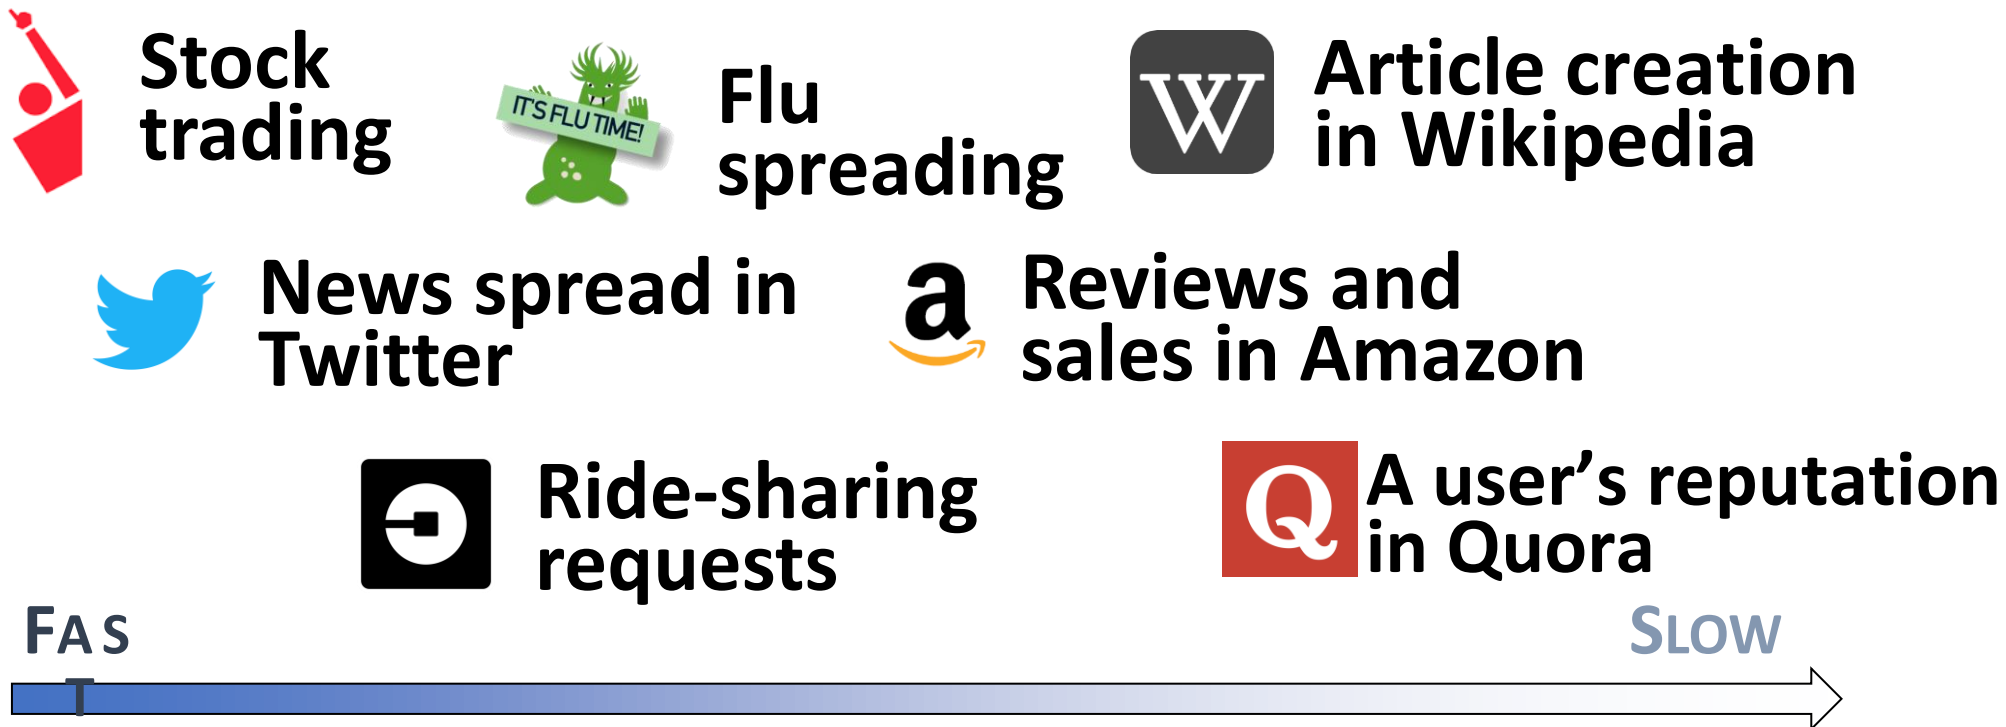 Stock
trading
IT'S FLU TIME!
Flu
spreading
W
Article creation
in Wikipedia
News spread in
Twitter
a
Reviews and
sales in Amazon
Ride-sharing
requests
Q
A user's reputation
in Quora
FAS
T
SLOW